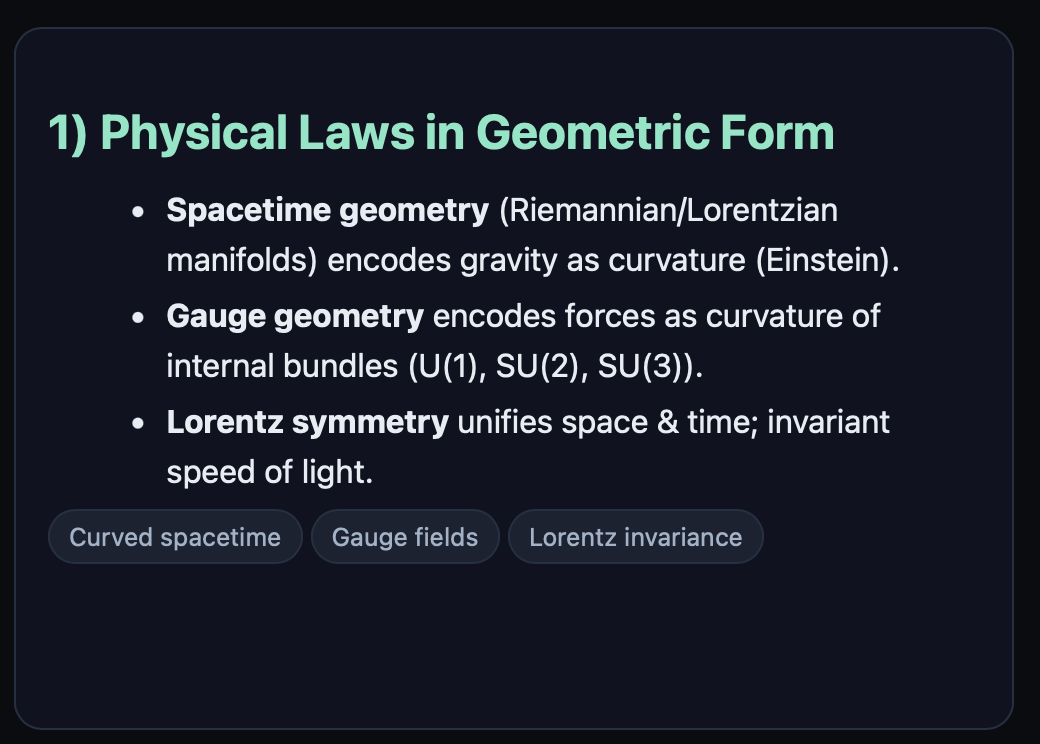 1) Physical Laws in Geometric Form
• Spacetime geometry (Riemannian/Lorentzian
manifolds) encodes gravity as curvature (Einstein).
• Gauge geometry encodes forces as curvature of
internal bundles (U(1), SU(2), SU(3)).
• Lorentz symmetry unifies space & time; invariant
speed of light.
Curved spacetime Gauge fields Lorentz invariance